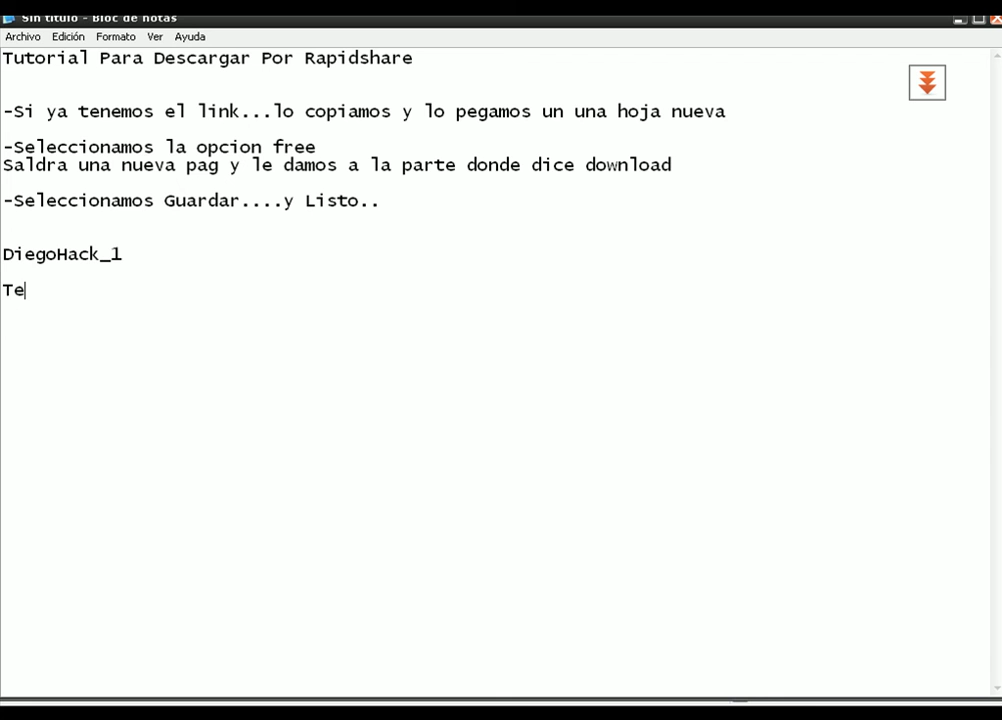 Sin título - Bloc de notas
Archivo Edición Formato Ver Ayuda
Tutorial Para Descargar Por Rapidshare
-Si ya tenemos el link...lo copiamos y lo pegamos un una hoja nueva
-Seleccionamos la opcion free
Saldra una nueva pag y le damos a la parte donde dice download
-Seleccionamos Guardar....y Listo..
DiegoHack_1
Te